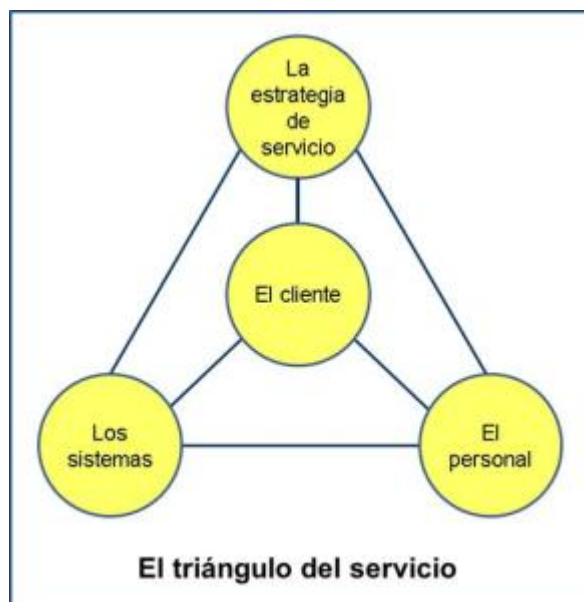 La
estrategia
de
servicio
El cliente
Los
sistemas
El
personal
El triángulo del servicio